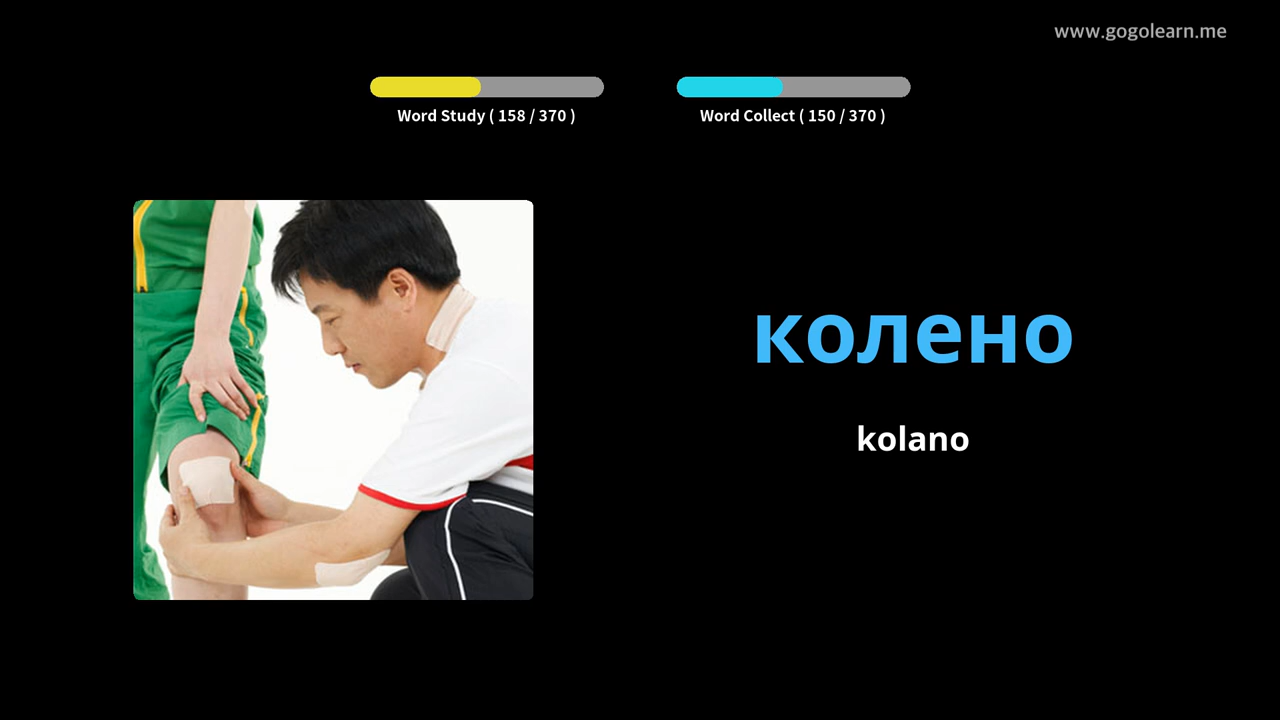 www.gogolearn.me
Word Study ( 158 / 370 )
Word Collect ( 150 / 370 )
колено
kolano